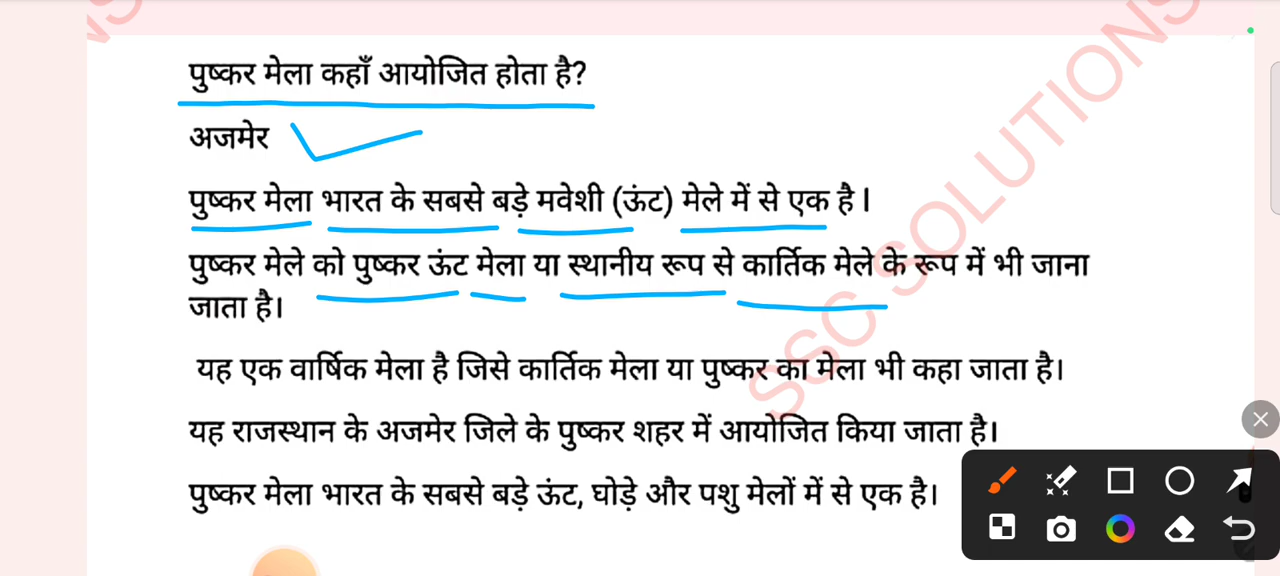 पुष्कर मेला कहाँ आयोजित होता है?
अजमेर
पुष्कर मेला भारत के सबसे बड़े मवेशी (ऊंट) मेले में से एक है।
पुष्कर मेले को पुष्कर ऊंट मेला या स्थानीय रूप से कार्तिक मेले के रूप में भी जाना
जाता है।
यह एक वार्षिक मेला है जिसे कार्तिक मेला या पुष्कर का मेला भी कहा जाता है।
यह राजस्थान के अजमेर जिले के पुष्कर शहर में आयोजित किया जाता है।
पुष्कर मेला भारत के सबसे बड़े ऊंट, घोड़े और पशु मेलों में से एक है।
SSC SOLUTIONS
NS